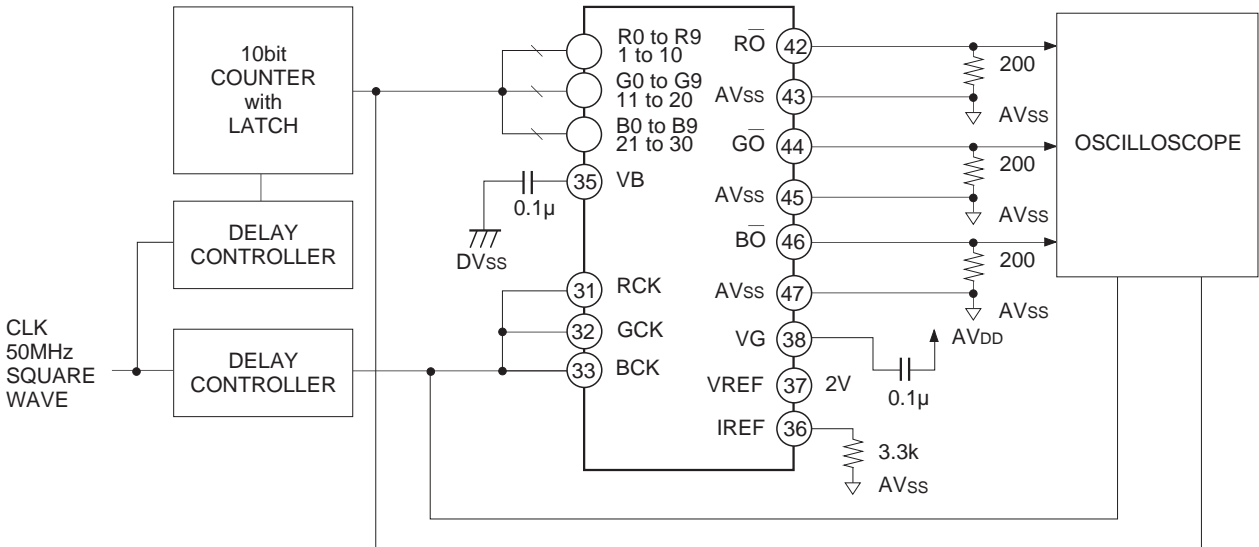 10bit
COUNTER
with
LATCH
DELAY
CONTROLLER
DELAY
CONTROLLER
CLK
50MHz
SQUARE
WAVE
R0 to R9
1 to 10
G0 to G9
11 to 20
B0 to B9
21 to 30
35 VB
0.1µ
DVSS
31 RCK
32 GCK
33 BCK
RO 42
AVSS 43
GO 44
AVSS 45
BO 46
AVSS 47
VG 38
VREF 37 2V
IREF 36
200
AVSS
200
AVSS
200
AVSS
AVDD
0.1µ
3.3k
AVSS
OSCILLOSCOPE